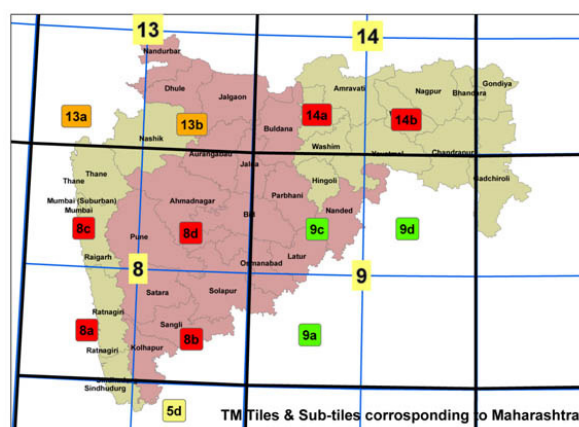 13
14
Nandurbar
Dhule
Jalgaon
Amravati
Nagpur
Bhandara
Gondiya
13a
13b
14a
14b
Buldana
Nashik
Washim
Aurangabad
Jalna
Chandrapur
Thane
Thane
Hingoli
Gadchiroli
Mumbai (Suburban)
Mumbai
Ahmadnagar
Parbhani
Bid
Nanded
8c
8d
9c
9d
Pune
Raigarh
Latur
Osmanabad
8
9
Satara
Solapur
Ratnagiri
Sangli
8a
8b
9a
Ratnagiri
Kolhapur
Sindhudurg
5d
TM Tiles & Sub-tiles corrosponding to Maharashtra